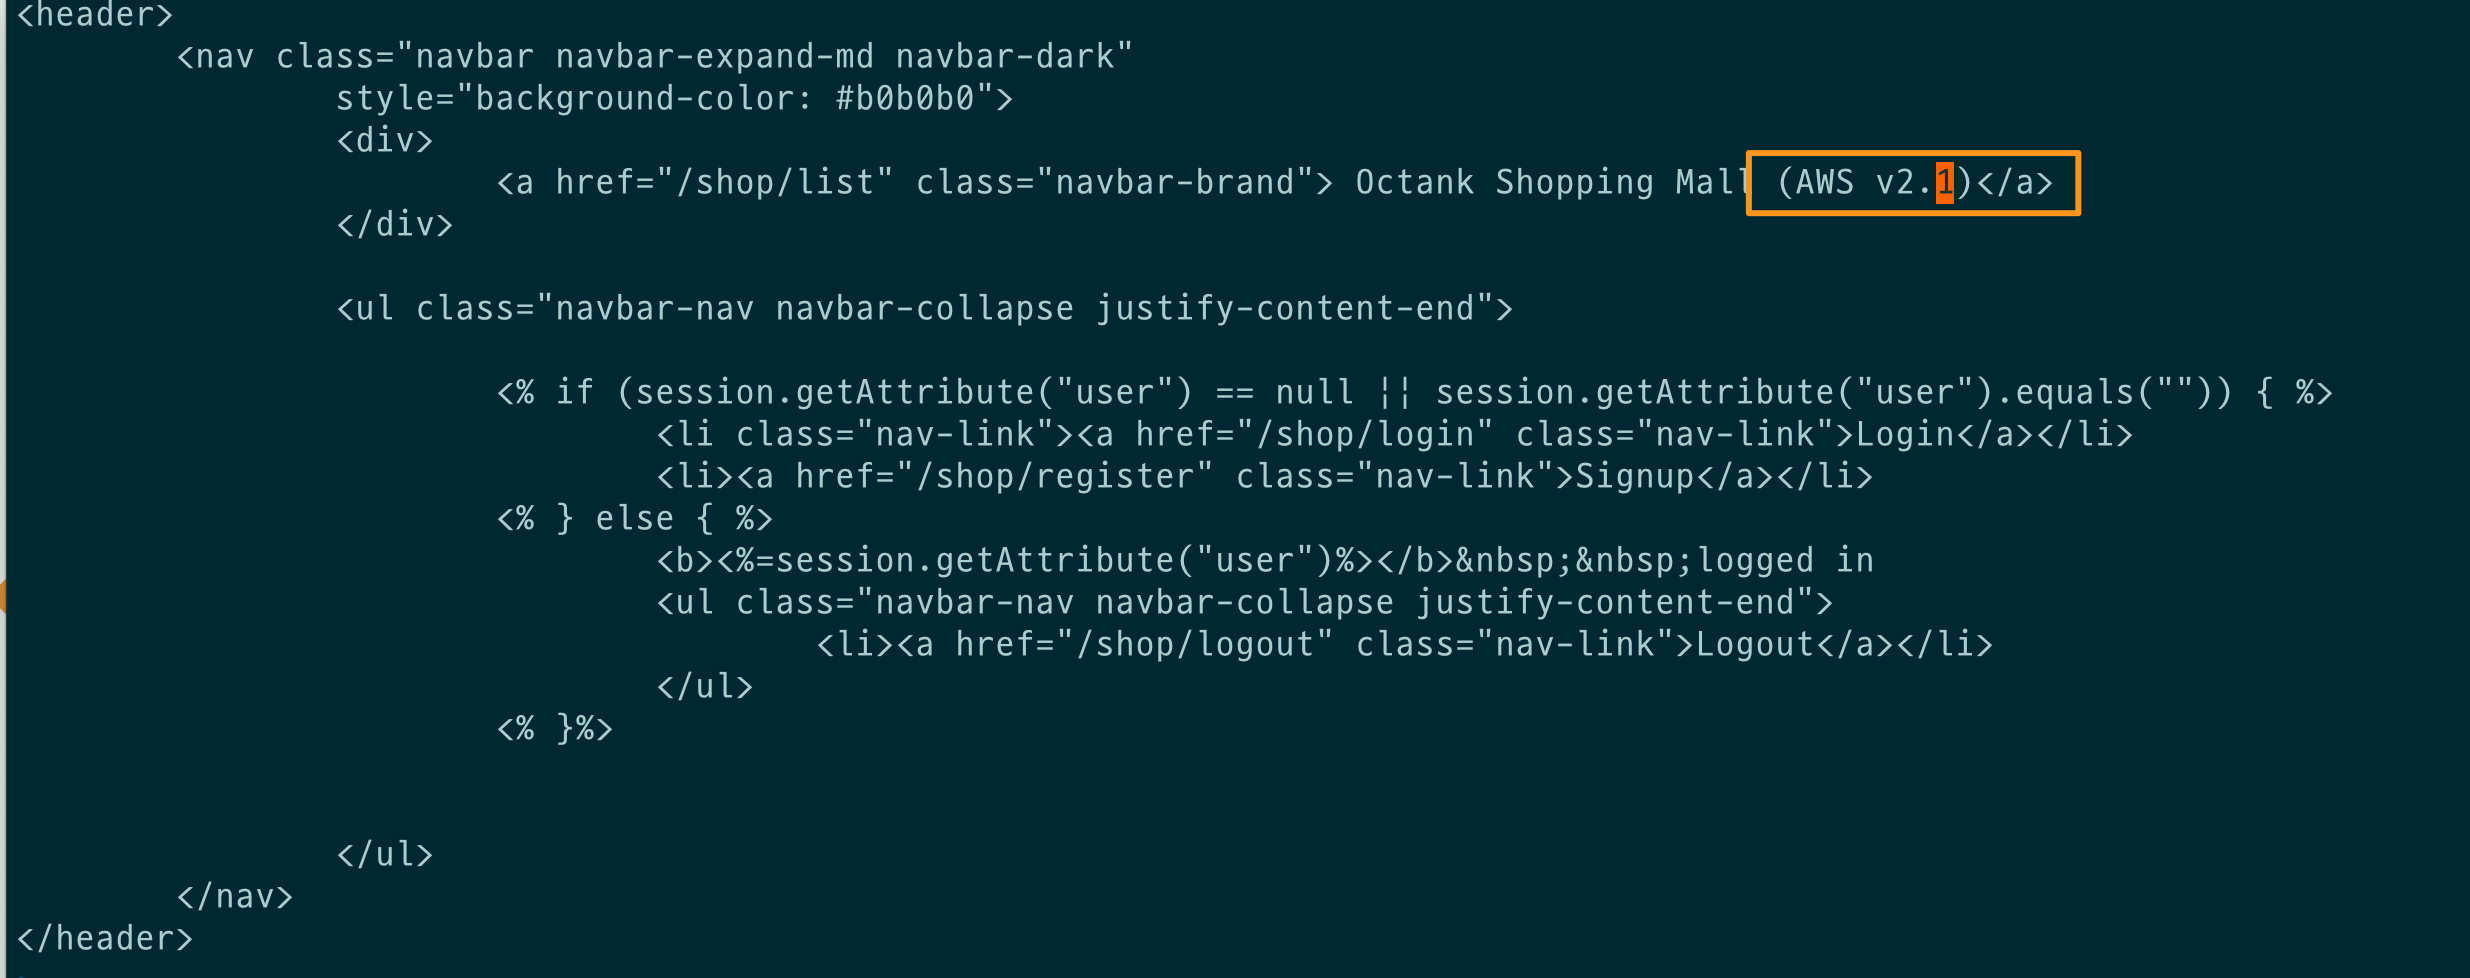 <header>
<nav class="navbar navbar-expand-md navbar-dark"
style="background-color: #b0b0b0">
<div>
<a href="/shop/list" class="navbar-brand"> Octank Shopping Mall (AWS v2.1)</a>
</div>
<ul class="navbar-nav navbar-collapse justify-content-end">
<% if (session.getAttribute("user") == null || session.getAttribute("user").equals("")) { %>
<li class="nav-link"><a href="/shop/login" class="nav-link">Login</a></li>
<li><a href="/shop/register" class="nav-link">Signup</a></li>
<% } else { %>
<b><%=session.getAttribute("user")%></b>&nbsp;&nbsp;logged in
<ul class="navbar-nav navbar-collapse justify-content-end">
<li><a href="/shop/logout" class="nav-link">Logout</a></li>
</ul>
<% }%>
</ul>
</nav>
</header>